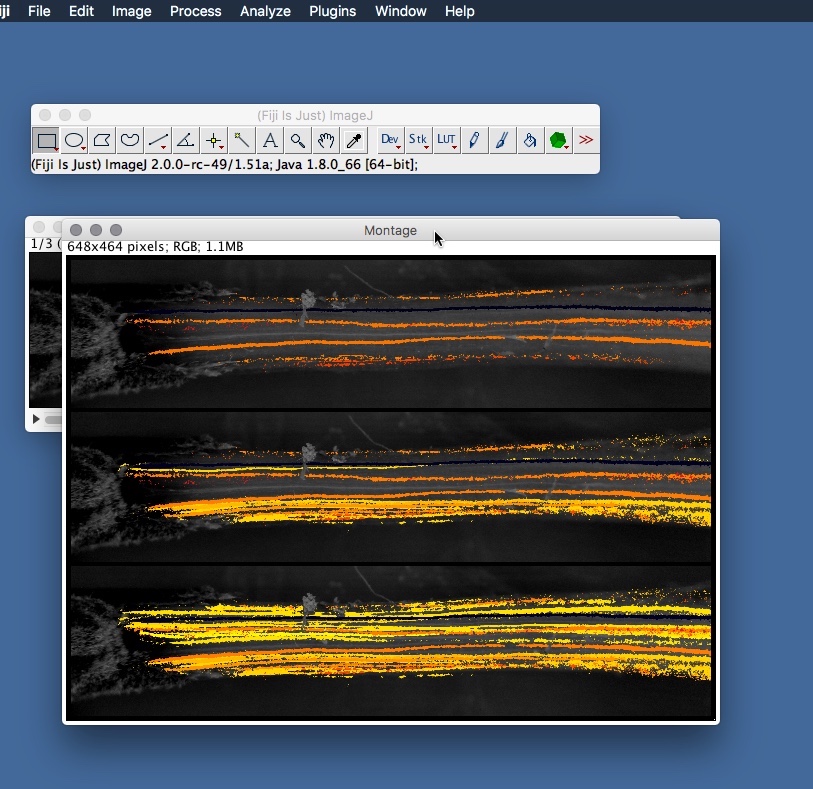 iji File Edit Image Process Analyze Plugins Window Help
(Fiji Is Just) ImageJ
Dev Stk LUT
(Fiji Is Just) ImageJ 2.0.0-rc-49/1.51a; Java 1.8.0_66 [64-bit];
Montage
1/3 (
648x464 pixels; RGB; 1.1MB